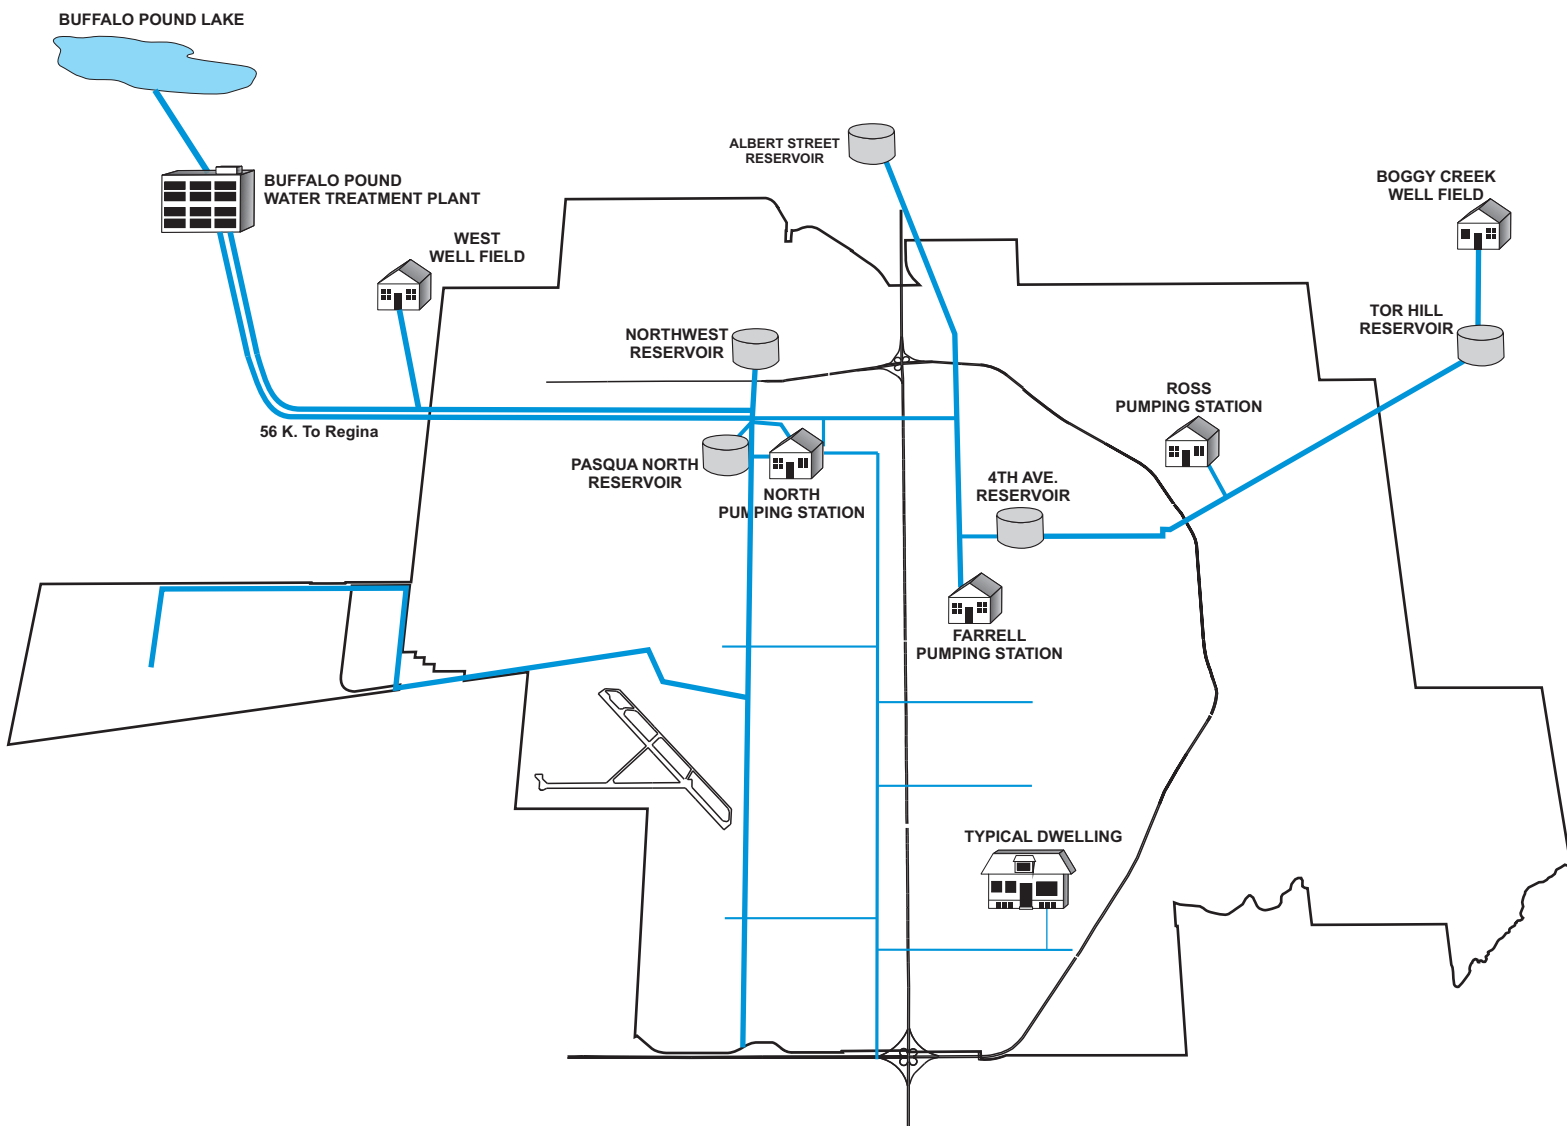 BUFFALO POUND LAKE
ALBERT STREET
RESERVOIR
BUFFALO POUND
WATER TREATMENT PLANT
BOGGY CREEK
WELL FIELD
WEST
WELL FIELD
NORTHWEST
RESERVOIR
TOR HILL
RESERVOIR
ROSS
PUMPING STATION
56 K. To Regina
PASQUA NORTH
RESERVOIR
NORTH
PUMPING STATION
4TH AVE.
RESERVOIR
FARRELL
PUMPING STATION
TYPICAL DWELLING